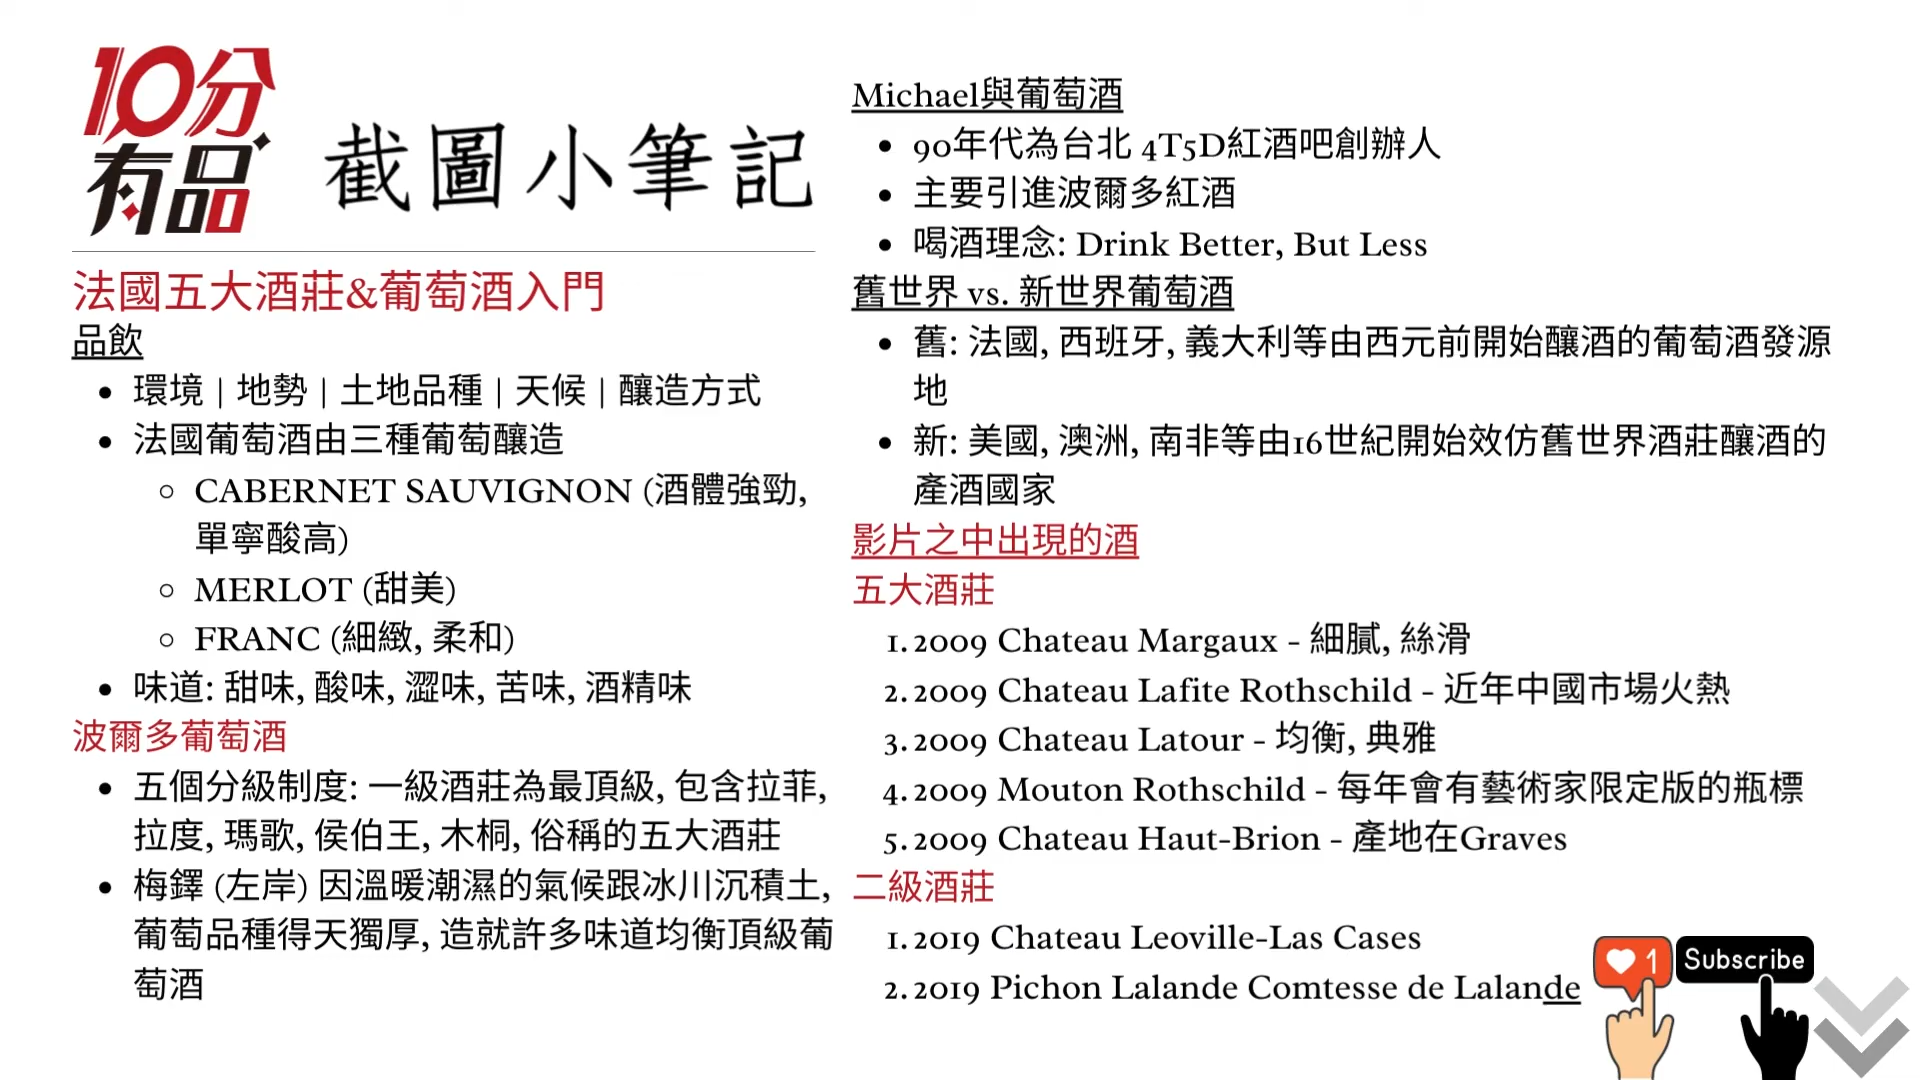 10分
有品
截圖小筆記
法國五大酒莊&葡萄酒入門
品飲
環境 | 地勢 | 土地品種 | 天候 | 釀造方式
法國葡萄酒由三種葡萄釀造
CABERNET SAUVIGNON (酒體強勁,
單寧酸高)
MERLOT (甜美)
FRANC (細緻, 柔和)
味道: 甜味, 酸味, 澀味, 苦味, 酒精味
波爾多葡萄酒
五個分級制度: 一級酒莊為最頂級, 包含拉菲,
拉度, 瑪歌, 侯伯王, 木桐, 俗稱的五大酒莊
梅鐸 (左岸) 因溫暖潮濕的氣候跟冰川沉積土,
葡萄品種得天獨厚, 造就許多味道均衡頂級葡
萄酒
Michael與葡萄酒
90年代為台北 4T5D紅酒吧創辦人
主要引進波爾多紅酒
喝酒理念: Drink Better, But Less
舊世界 vs. 新世界葡萄酒
舊: 法國, 西班牙, 義大利等由西元前開始釀酒的葡萄酒發源
地
新: 美國, 澳洲, 南非等由16世紀開始效仿舊世界酒莊釀酒的
產酒國家
影片之中出現的酒
五大酒莊
1. 2009 Chateau Margaux - 細膩, 絲滑
2. 2009 Chateau Lafite Rothschild - 近年中國市場火熱
3. 2009 Chateau Latour - 均衡, 典雅
4. 2009 Mouton Rothschild - 每年會有藝術家限定版的瓶標
5. 2009 Chateau Haut-Brion - 產地在Graves
二級酒莊
1. 2019 Chateau Leoville-Las Cases
2. 2019 Pichon Lalande Comtesse de Lalande
1
Subscribe